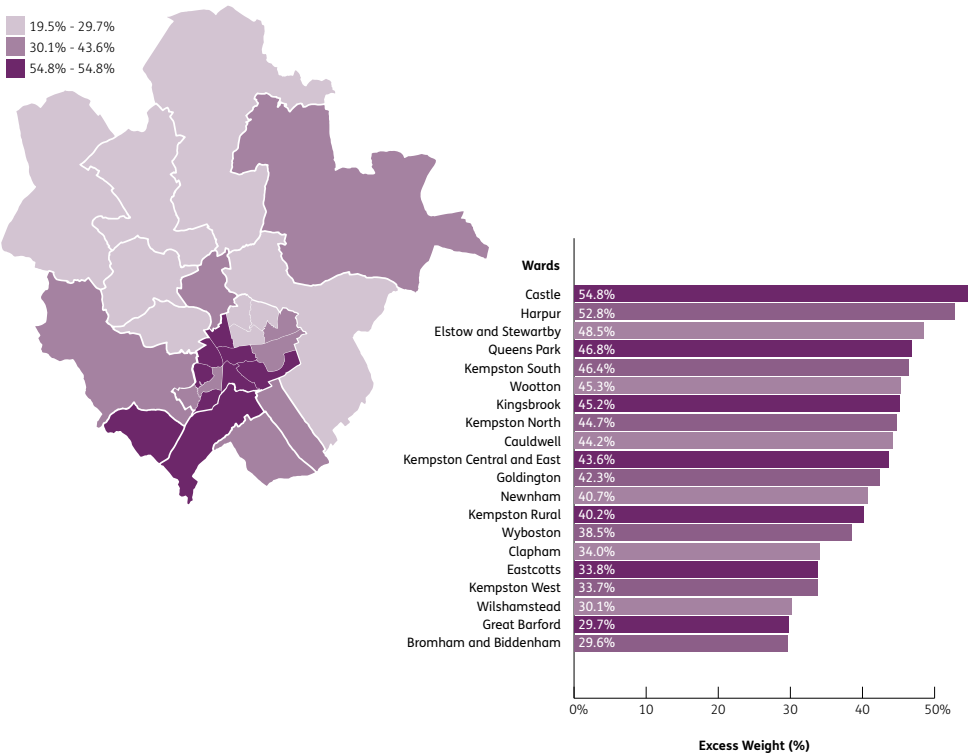 19.5% - 29.7%
30.1% - 43.6%
54.8% - 54.8%
Wards
Castle 54.8%
Harpur 52.8%
Elstow and Stewartby 48.5%
Queens Park 46.8%
Kempston South 46.4%
Wootton 45.3%
Kingsbrook 45.2%
Kempston North 44.7%
Cauldwell 44.2%
Kempston Central and East 43.6%
Goldington 42.3%
Newnham 40.7%
Kempston Rural 40.2%
Wyboston 38.5%
Clapham 34.0%
Eastcotts 33.8%
Kempston West 33.7%
Wilshamstead 30.1%
Great Barford 29.7%
Bromham and Biddenham 29.6%
0% 10 20 30 40 50%
Excess Weight (%)